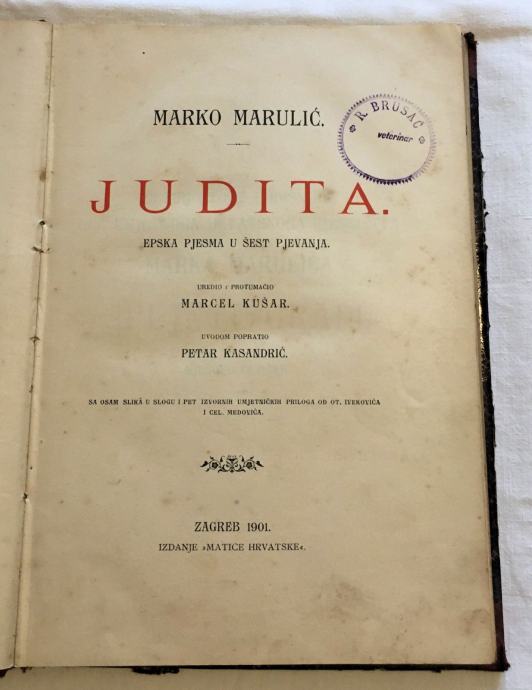 MARKO MARULIĆ.
JUDITA.
EPSKA PJESMA U ŠEST PJEVANJA.
UREDIO I PROTUMAČIO
MARCEL KUŠAR.
UVODOM POPRATIO
PETAR KASANDRIĆ.
SA OSAM SLIKÂ U SLOGU I PET IZVORNIH UMJETNIČKIH PRILOGA OD OT. IVEKOVIĆA
I CEL. MEDOVIĆA.
ZAGREB 1901.
IZDANJE »MATICE HRVATSKE«.
R. BRUSAĆ
veterinar